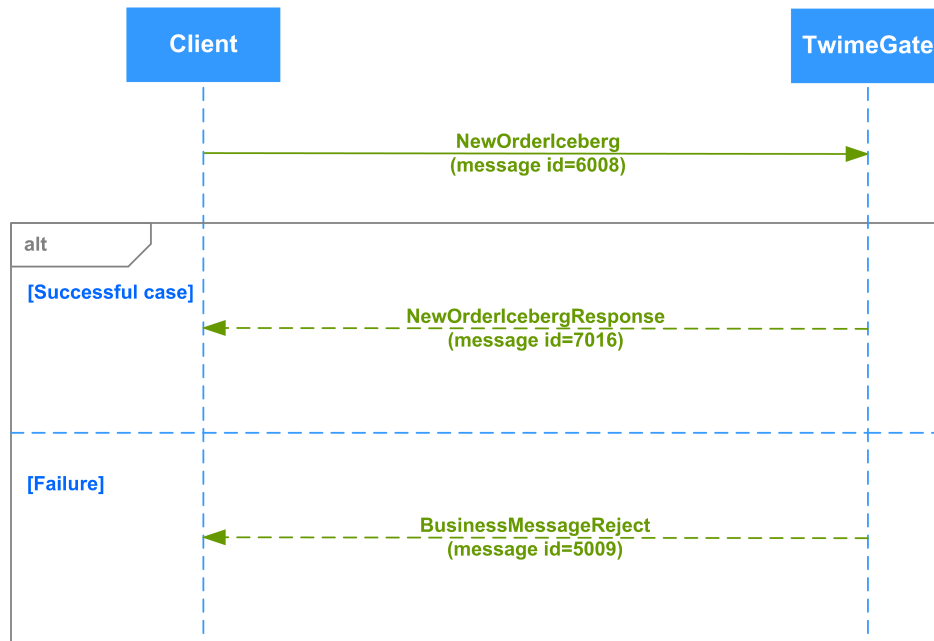 Client
TwimeGate
NewOrderIceberg
(message id=6008)
alt
[Successful case]
NewOrderIcebergResponse
(message id=7016)
[Failure]
BusinessMessageReject
(message id=5009)